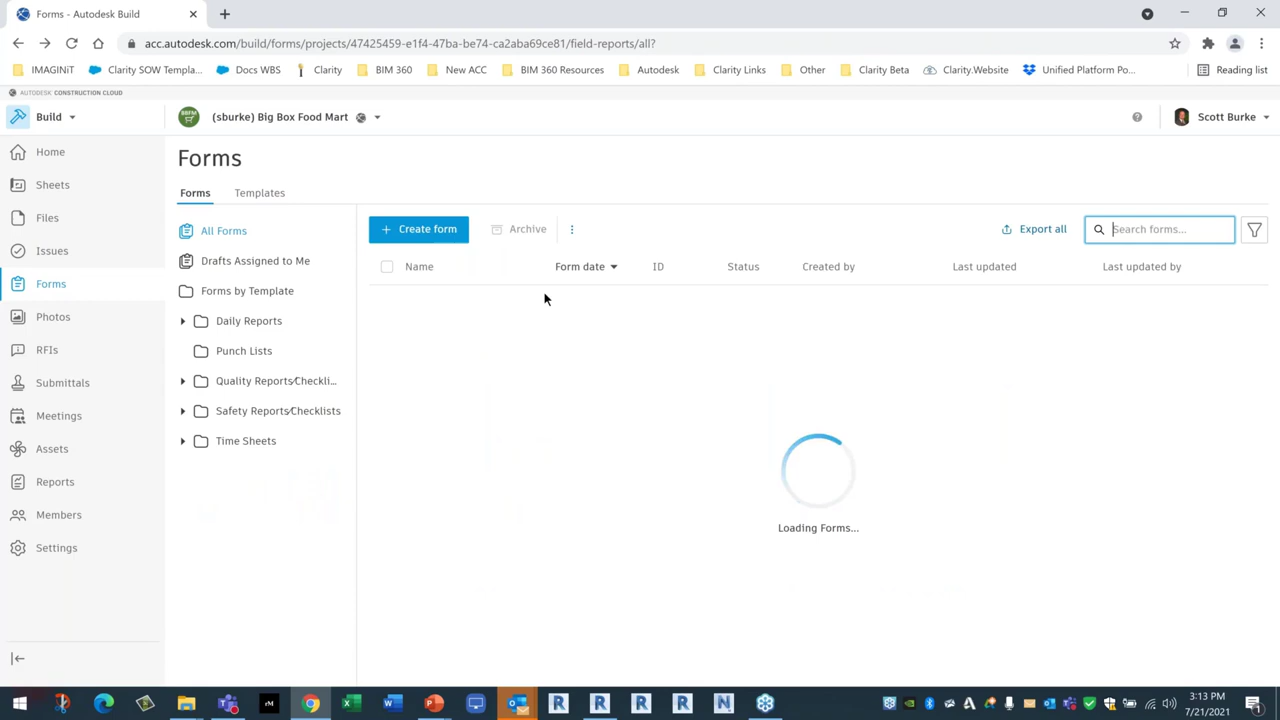 Forms - Autodesk Build
acc.autodesk.com/build/forms/projects/47425459-e1f4-47ba-be74-ca2aba69ce81/field-reports/all?
IMAGINiT
Clarity SOW Templa...
Docs WBS
Clarity
BIM 360
New ACC
BIM 360 Resources
Autodesk
Clarity Links
Other
Clarity Beta
Clarity.Website
Unified Platform Po...
Reading list
AUTODESK CONSTRUCTION CLOUD
Build
BBFM
(sburke) Big Box Food Mart
Scott Burke
Home
Sheets
Files
Issues
Forms
Photos
RFIs
Submittals
Meetings
Assets
Reports
Members
Settings
Forms
Forms
Templates
All Forms
Drafts Assigned to Me
Forms by Template
Daily Reports
Punch Lists
Quality Reports/Checkli...
Safety Reports/Checklists
Time Sheets
+ Create form
Archive
Export all
Search forms...
Name
Form date
ID
Status
Created by
Last updated
Last updated by
Loading Forms...
3:13 PM
7/21/2021